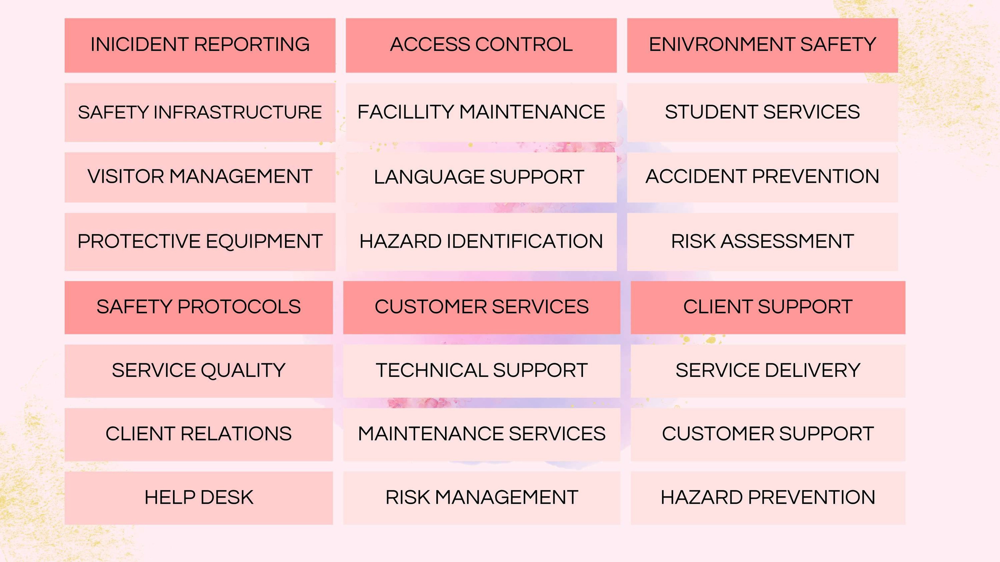 INICIDENT REPORTING
ACCESS CONTROL
ENIVRONMENT SAFETY
SAFETY INFRASTRUCTURE
FACILLITY MAINTENANCE
STUDENT SERVICES
VISITOR MANAGEMENT
LANGUAGE SUPPORT
ACCIDENT PREVENTION
PROTECTIVE EQUIPMENT
HAZARD IDENTIFICATION
RISK ASSESSMENT
SAFETY PROTOCOLS
CUSTOMER SERVICES
CLIENT SUPPORT
SERVICE QUALITY
TECHNICAL SUPPORT
SERVICE DELIVERY
CLIENT RELATIONS
MAINTENANCE SERVICES
CUSTOMER SUPPORT
HELP DESK
RISK MANAGEMENT
HAZARD PREVENTION